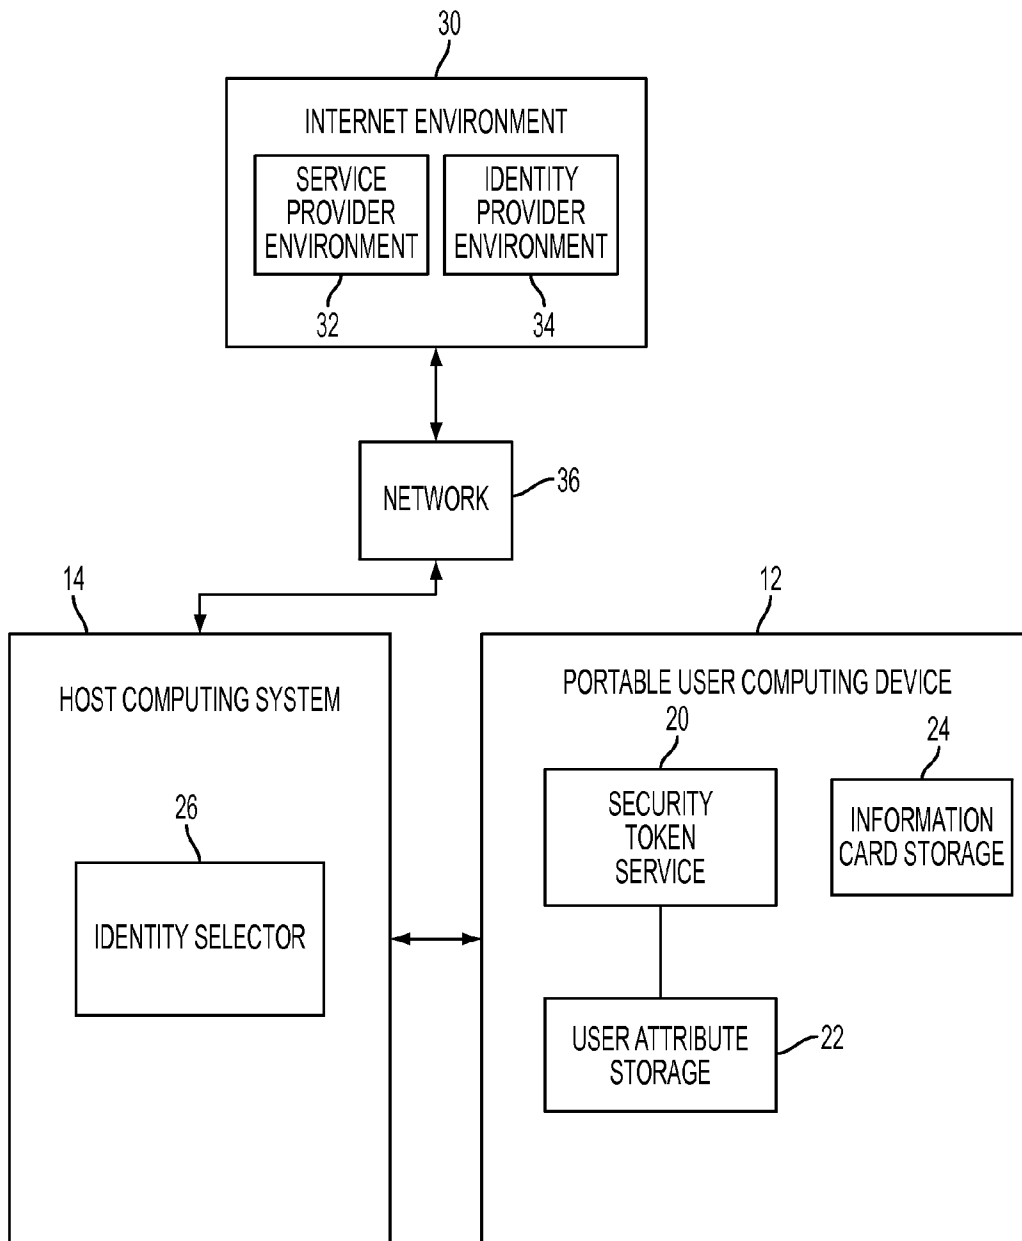 30
INTERNET ENVIRONMENT
SERVICE
PROVIDER
ENVIRONMENT
IDENTITY
PROVIDER
ENVIRONMENT
32
34
NETWORK
36
14
HOST COMPUTING SYSTEM
26
IDENTITY SELECTOR
12
PORTABLE USER COMPUTING DEVICE
20
SECURITY
TOKEN
SERVICE
24
INFORMATION
CARD STORAGE
USER ATTRIBUTE
STORAGE
22